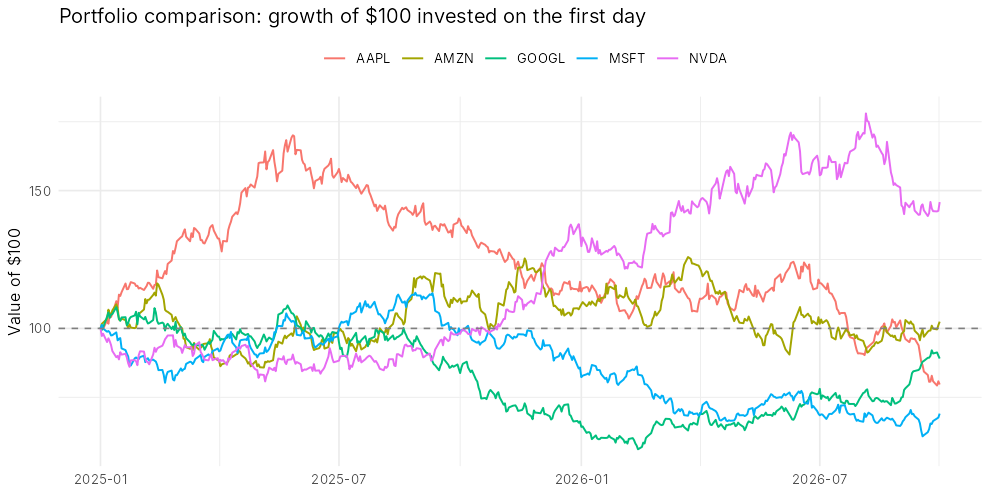 Portfolio comparison: growth of $100 invested on the first day
AAPL AMZN GOOGL MSFT NVDA
Value of $100
150
100
2025-01 2025-07 2026-01 2026-07